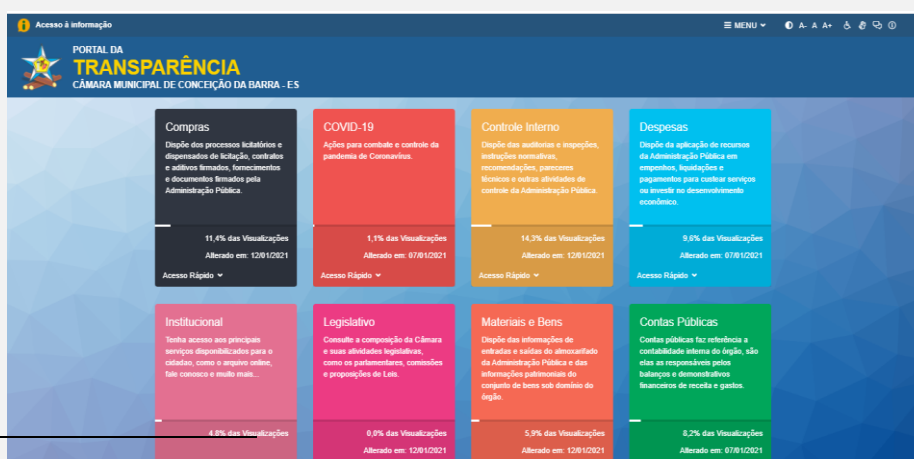 Acesso à informação
☰ MENU
A- A A+
PORTAL DA
TRANSPARÊNCIA
CÂMARA MUNICIPAL DE CONCEIÇÃO DA BARRA - ES
Compras
Dispõe dos processos licitatórios e
dispensados de licitação, contratos
e aditivos firmados, fornecimentos
e documentos firmados pela
Administração Pública.
11,4% das Visualizações
Alterado em: 12/01/2021
Acesso Rápido
COVID-19
Ações para combate e controle da
pandemia de Coronavírus.
1,1% das Visualizações
Alterado em: 07/01/2021
Acesso Rápido
Controle Interno
Dispõe das auditorias e inspeções,
instruções normativas,
recomendações, pareceres
técnicos e outras atividades de
controle da Administração Pública.
14,3% das Visualizações
Alterado em: 12/01/2021
Acesso Rápido
Despesas
Dispõe da aplicação de recursos
da Administração Pública em
empenhos, liquidações e
pagamentos para custear serviços
ou investir no desenvolvimento
econômico.
9,6% das Visualizações
Alterado em: 07/01/2021
Acesso Rápido
Institucional
Tenha acesso aos principais
serviços disponibilizados para o
cidadao, como o arquivo online,
fale conosco e muito mais...
4,8% das Visualizações
Legislativo
Consulte a composição da Câmara
e suas atividades legislativas,
como os parlamentares, comissões
e proposições de Leis.
0,0% das Visualizações
Alterado em: 12/01/2021
Materiais e Bens
Dispõe das informações de
entradas e saídas do almoxarifado
da Administração Pública e das
informações patrimoniais do
conjunto de bens sob domínio do
órgão.
5,9% das Visualizações
Alterado em: 12/01/2021
Contas Públicas
Contas públicas faz referência a
contabilidade interna do órgão, são
elas as responsáveis pelos
balanços e demonstrativos
financeiros de receita e gastos.
8,2% das Visualizações
Alterado em: 07/01/2021